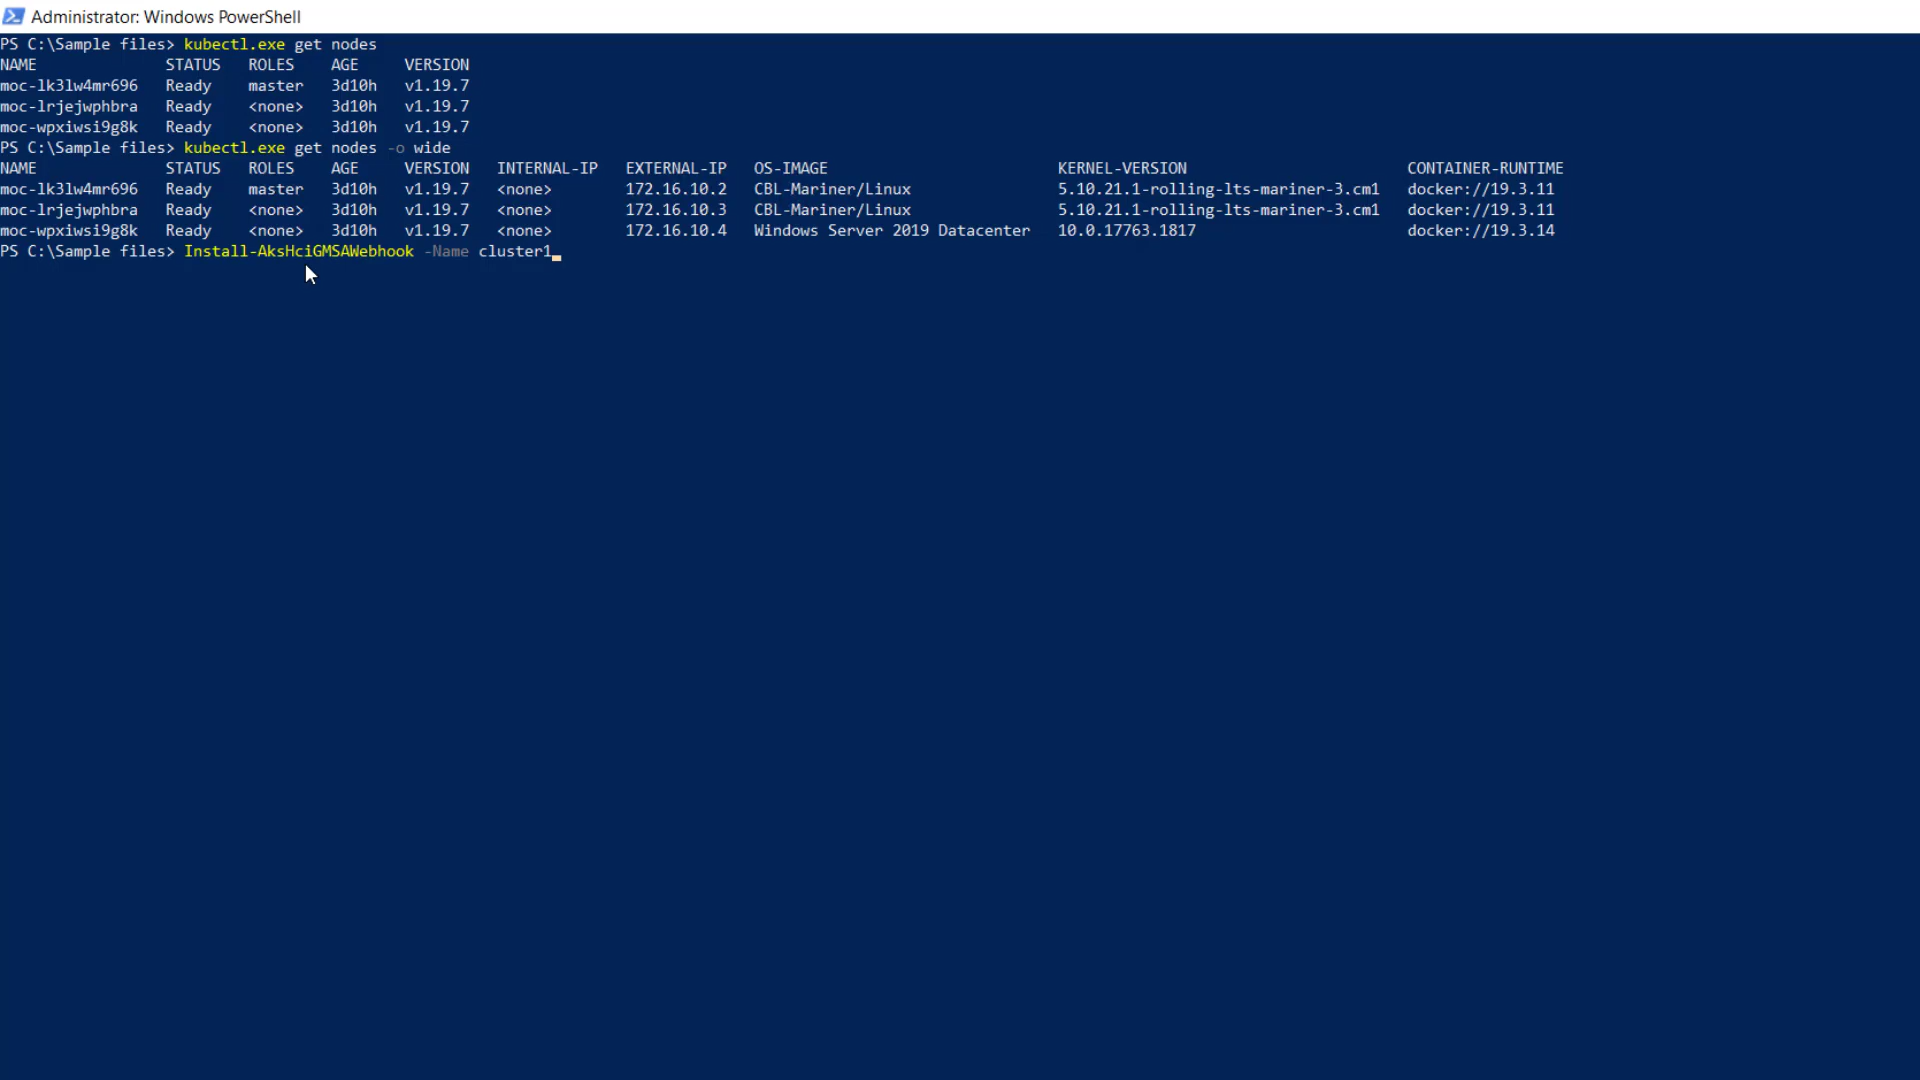 Administrator: Windows PowerShell
PS C:\Sample files> kubectl.exe get nodes
NAME STATUS ROLES AGE VERSION
moc-lk3lw4mr696 Ready master 3d10h v1.19.7
moc-lrjejwphbra Ready <none> 3d10h v1.19.7
moc-wpxiwsi9g8k Ready <none> 3d10h v1.19.7
PS C:\Sample files> kubectl.exe get nodes -o wide
NAME STATUS ROLES AGE VERSION INTERNAL-IP EXTERNAL-IP OS-IMAGE KERNEL-VERSION CONTAINER-RUNTIME
moc-lk3lw4mr696 Ready master 3d10h v1.19.7 <none> 172.16.10.2 CBL-Mariner/Linux 5.10.21.1-rolling-lts-mariner-3.cm1 docker://19.3.11
moc-lrjejwphbra Ready <none> 3d10h v1.19.7 <none> 172.16.10.3 CBL-Mariner/Linux 5.10.21.1-rolling-lts-mariner-3.cm1 docker://19.3.11
moc-wpxiwsi9g8k Ready <none> 3d10h v1.19.7 <none> 172.16.10.4 Windows Server 2019 Datacenter 10.0.17763.1817 docker://19.3.14
PS C:\Sample files> Install-AksHciGMSAWebhook -Name cluster1